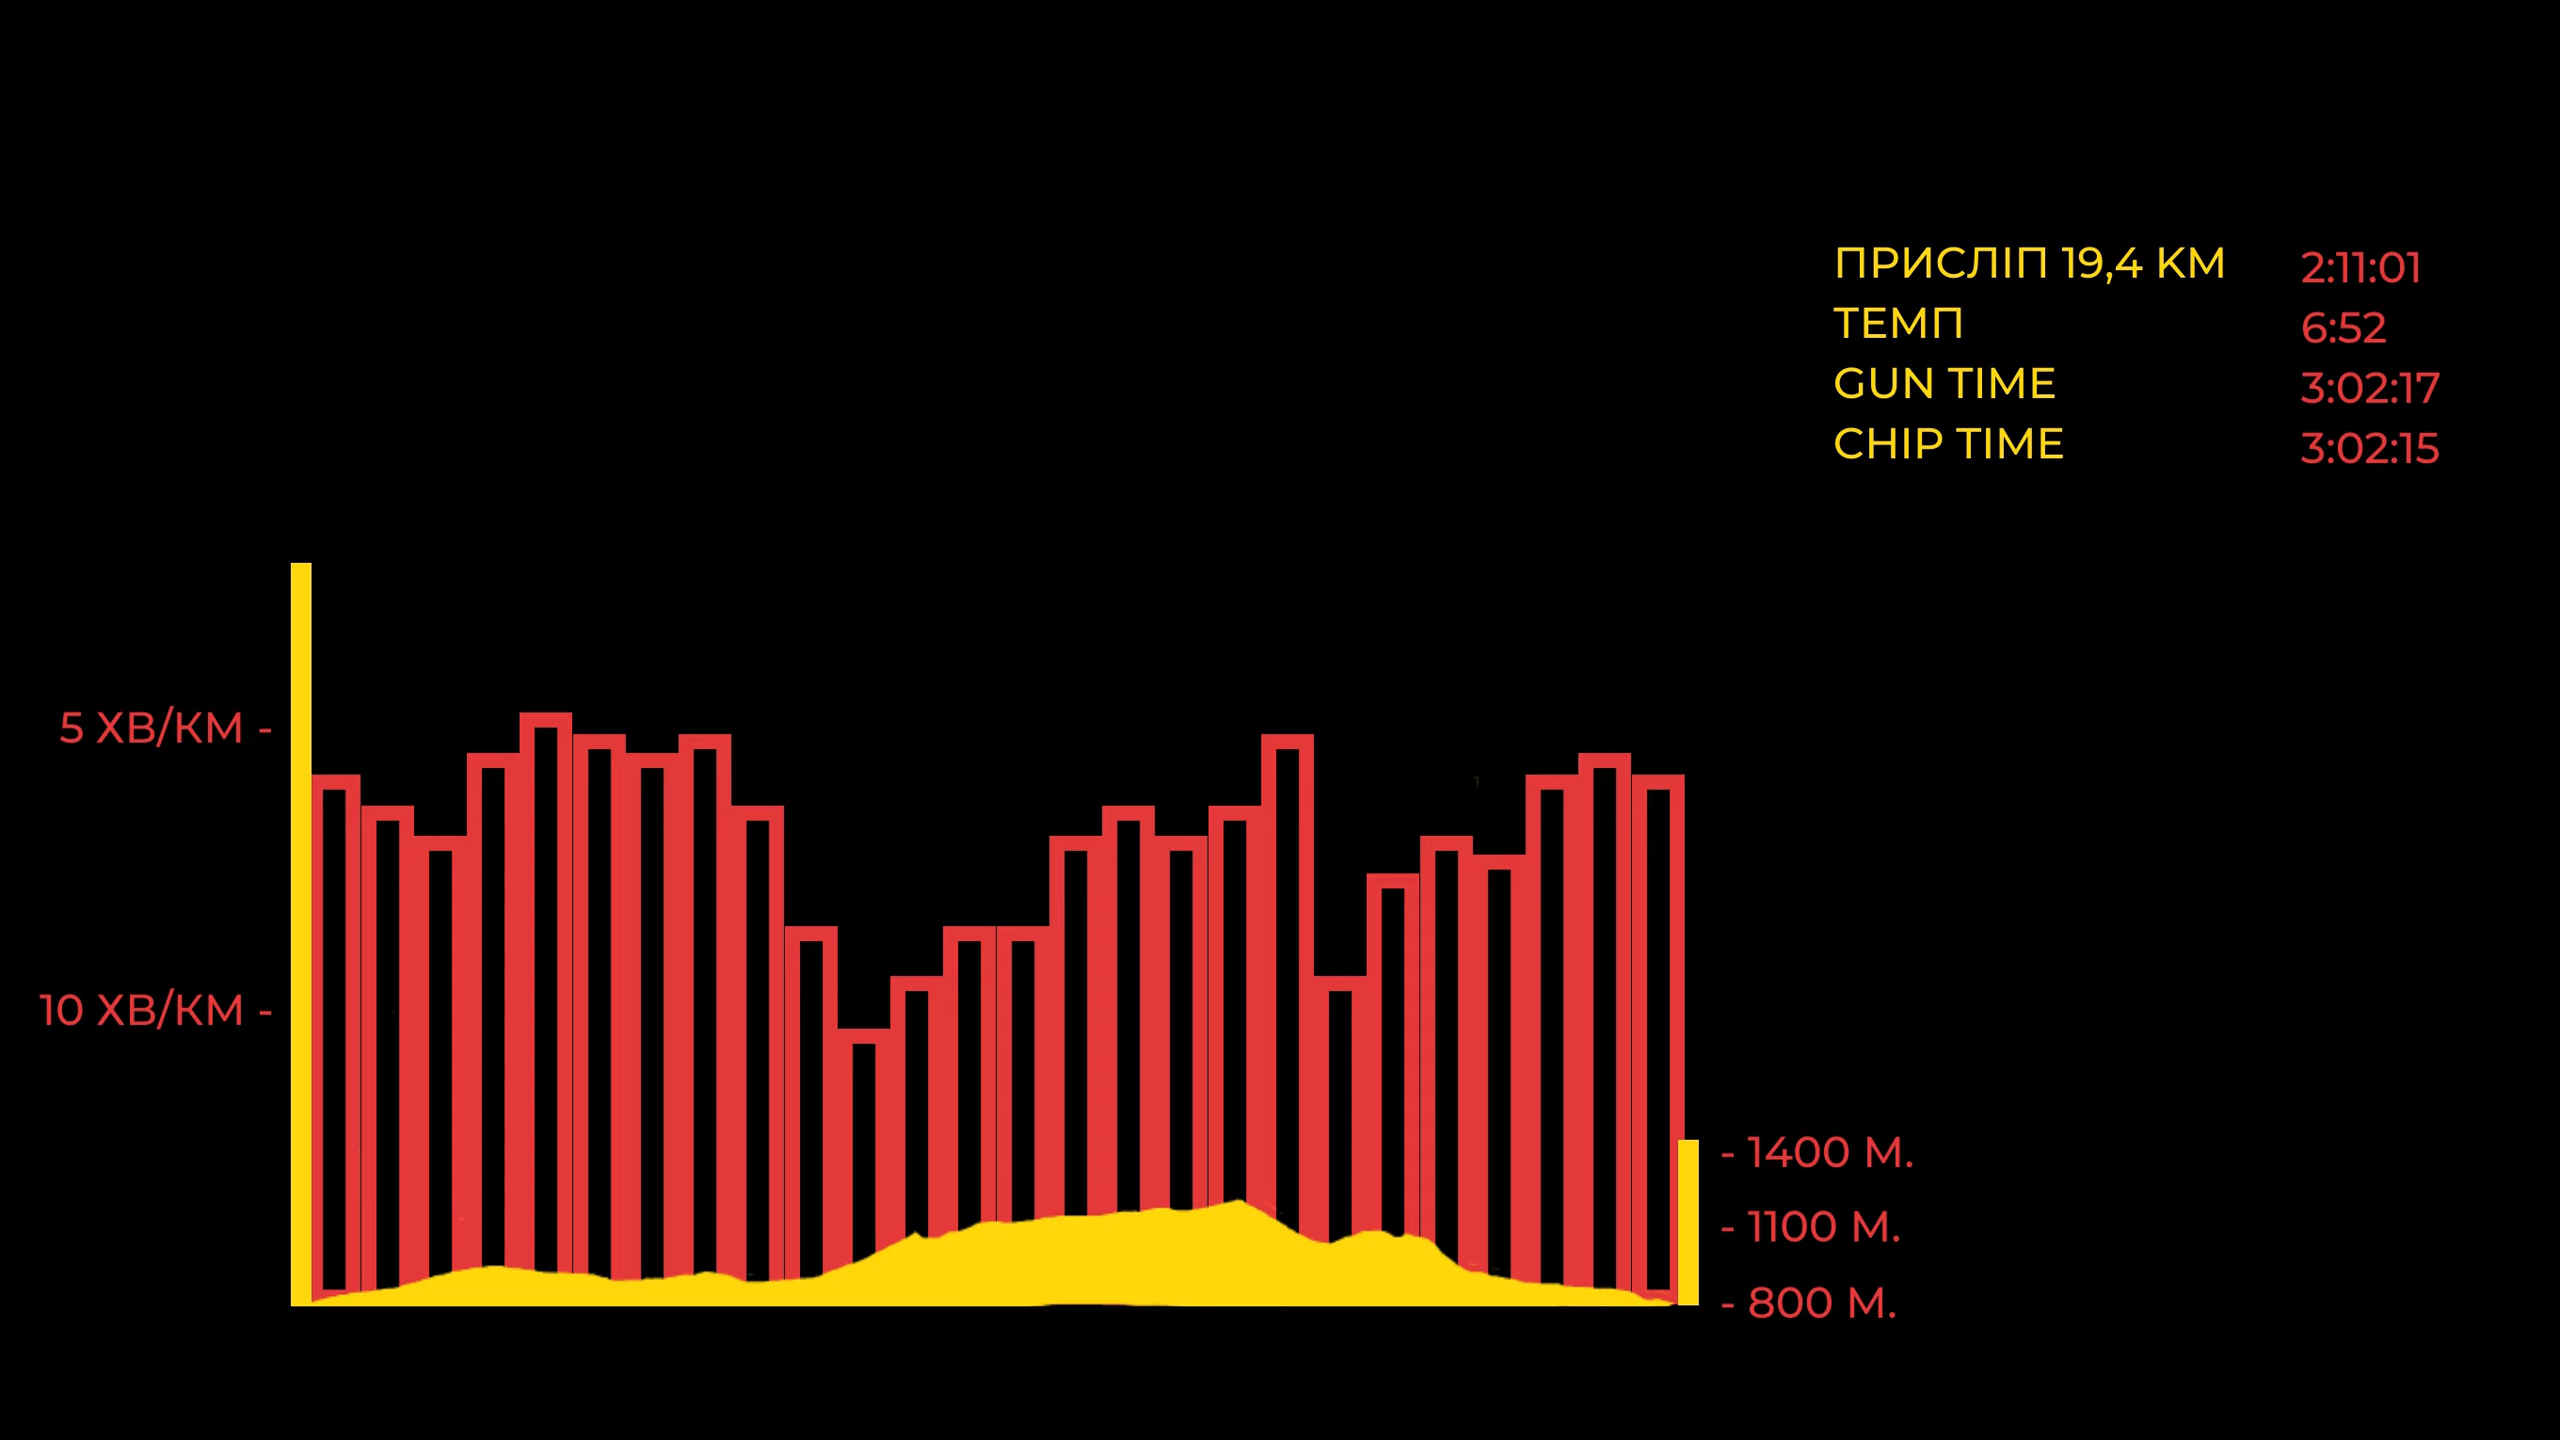 ПРИСЛІП 19,4 КМ 2:11:01
ТЕМП 6:52
GUN TIME 3:02:17
CHIP TIME 3:02:15
5 ХВ/КМ -
10 ХВ/КМ -
- 1400 М.
- 1100 М.
- 800 М.